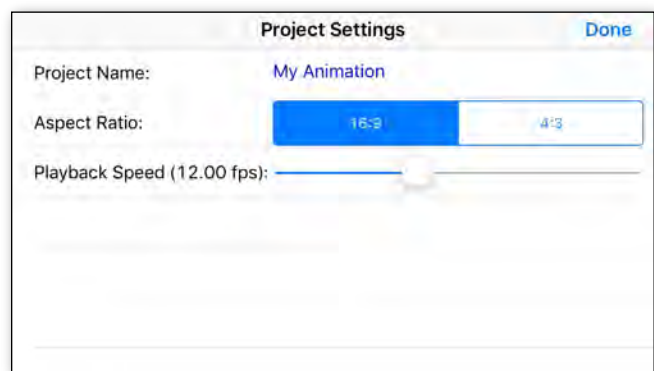 Project Settings Done
Project Name: My Animation
Aspect Ratio: 16:9 4:3
Playback Speed (12.00 fps):